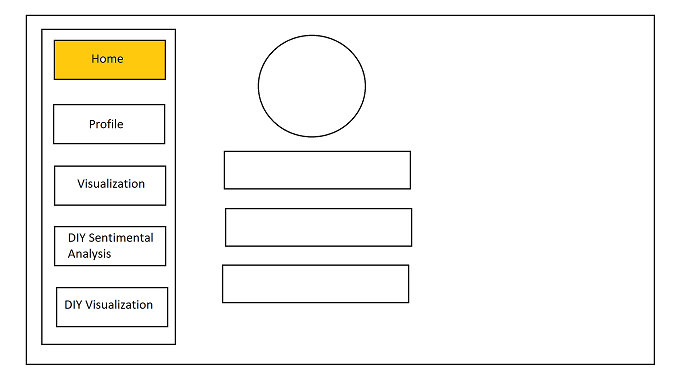 Home
Profile
Visualization
DIY Sentimental
Analysis
DIY Visualization